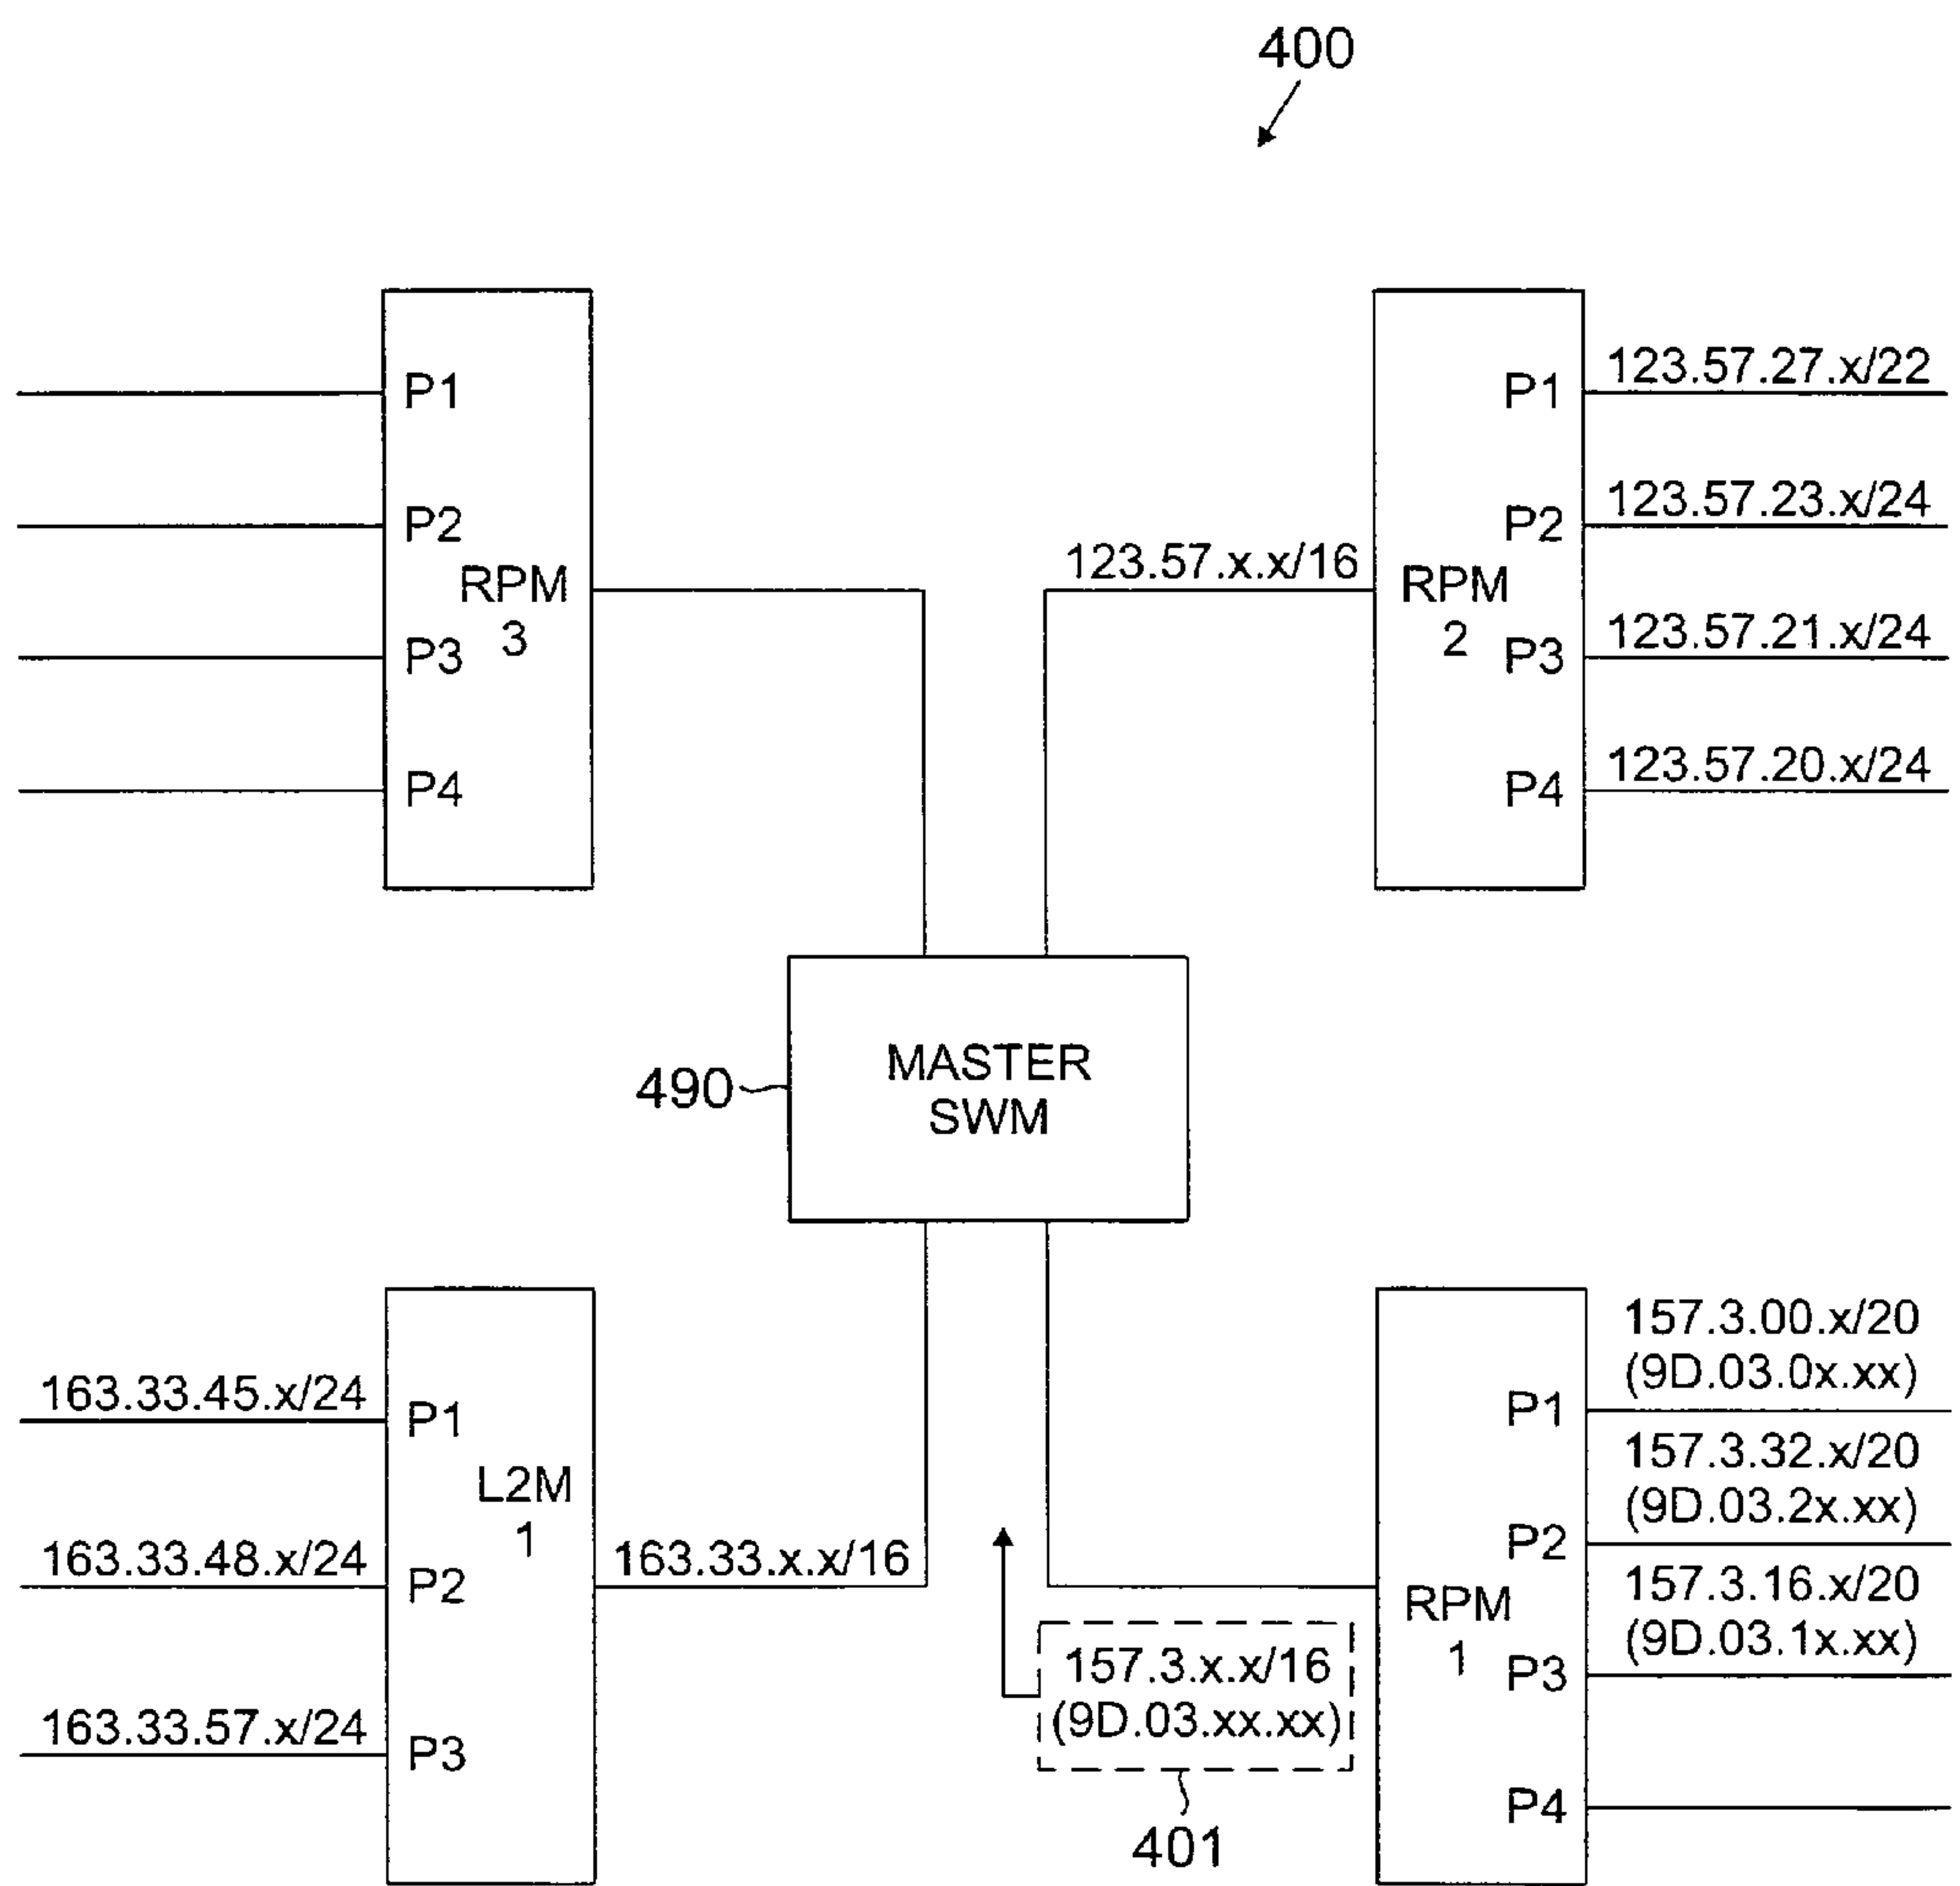 400
P1
P2
RPM
3
P3
P4
123.57.x.x/16
P1
P2
RPM
2
P3
P4
123.57.27.x/22
123.57.23.x/24
123.57.21.x/24
123.57.20.x/24
490
MASTER
SWM
163.33.45.x/24
163.33.48.x/24
163.33.57.x/24
P1
L2M
1
P2
P3
163.33.x.x/16
157.3.x.x/16
(9D.03.xx.xx)
401
P1
P2
RPM
1
P3
P4
157.3.00.x/20
(9D.03.0x.xx)
157.3.32.x/20
(9D.03.2x.xx)
157.3.16.x/20
(9D.03.1x.xx)